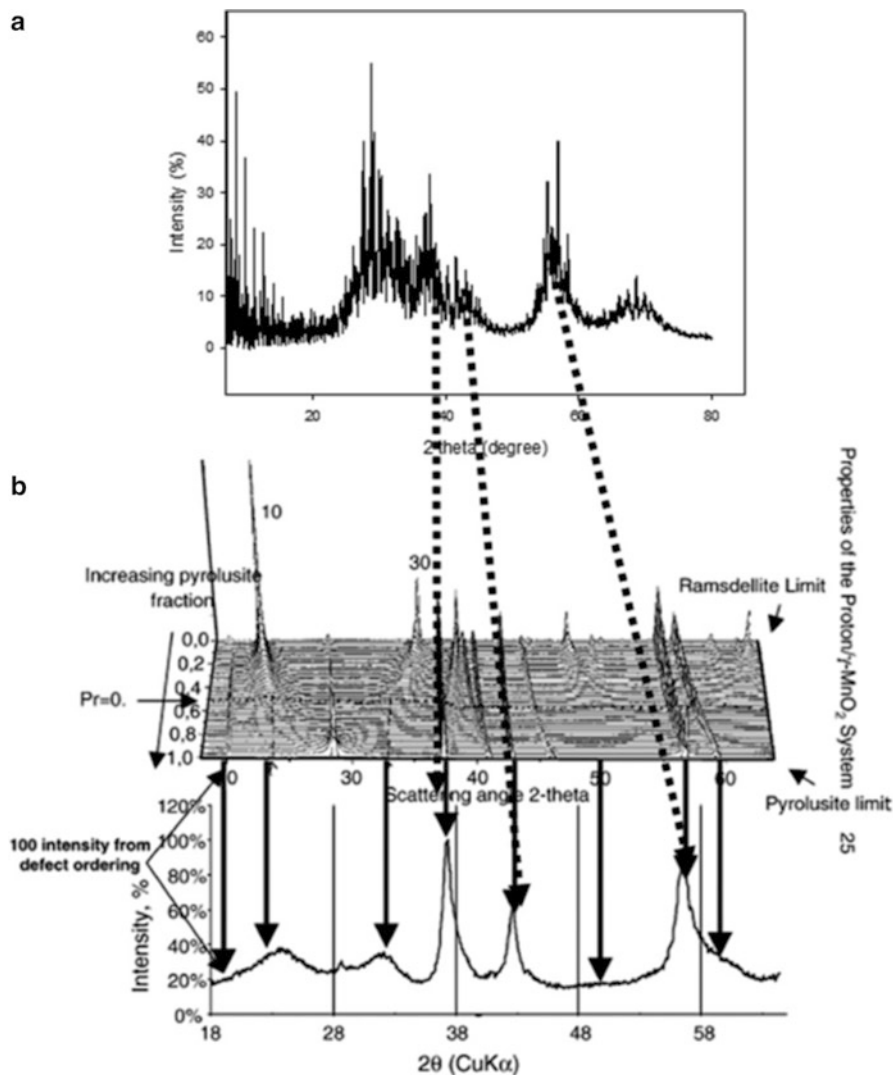 a
60
50
40
30
20
10
0
Intensity (%)
20
40
60
80
2-theta (degree)
b
10
30
Increasing pyrolusite
fraction
Ramsdellite Limit
0,0
0,2
0,4
0,6
0,8
1,0
Pr=0.
30
40
50
60
Scattering angle 2-theta
Pyrolusite limit
Properties of the Proton/γ-MnO2 System 25
100 intensity from
defect ordering
120%
100%
80%
60%
40%
20%
0%
Intensity, %
18
28
38
48
58
2θ (CuKα)